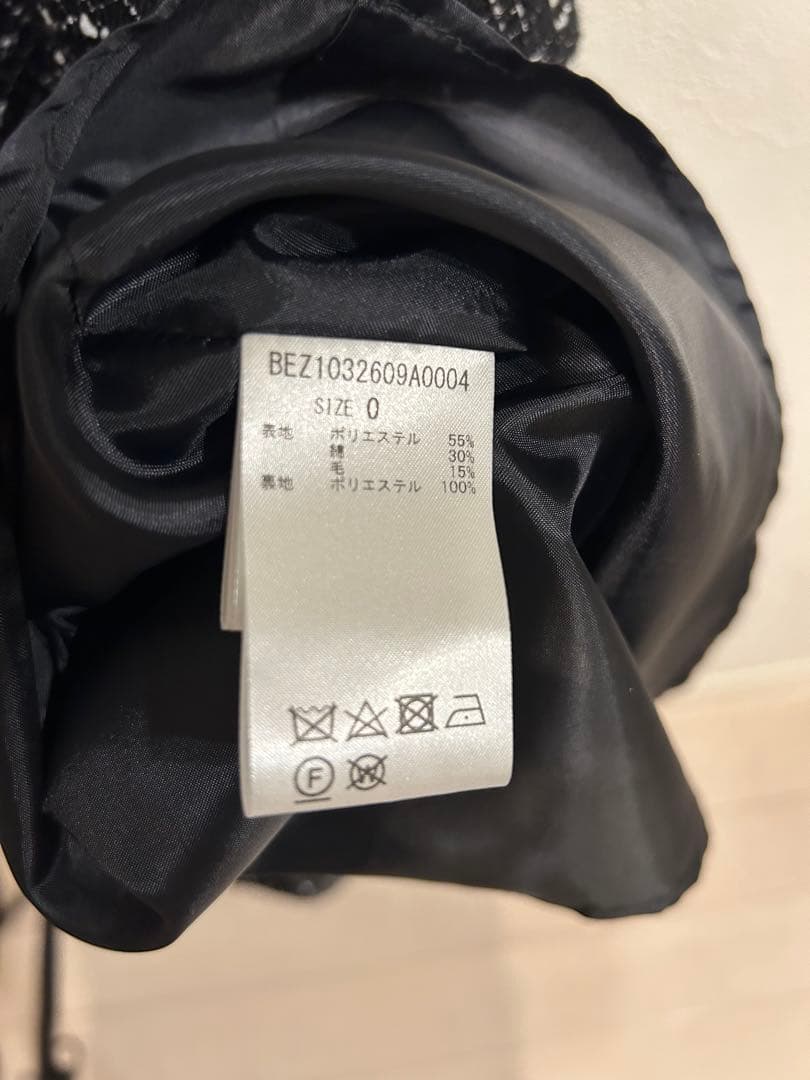 BEZ1032609A0004
SIZE 0
表地 ポリエステル 55%
綿 30%
毛 15%
裏地 ポリエステル 100%
F W